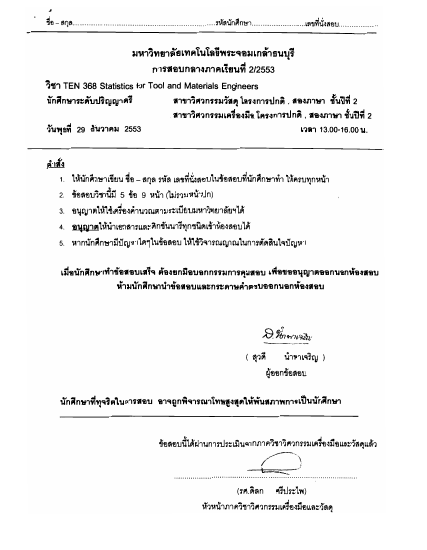 ชื่อ – สกุล..........................................................รหัสนักศึกษา........................เลขที่นั่งสอบ....................
มหาวิทยาลัยเทคโนโลยีพระจอมเกล้าธนบุรี
การสอบกลางภาคเรียนที่ 2/2553
วิชา TEN 368 Statistics for Tool and Materials Engineers
นักศึกษาระดับปริญญาตรี สาขาวิศวกรรมวัสดุ โครงการปกติ , สองภาษา ชั้นปีที่ 2
สาขาวิศวกรรมเครื่องมือ โครงการปกติ , สองภาษา ชั้นปีที่ 2
วันพุธที่ 29 ธันวาคม 2553 เวลา 13.00-16.00 น.
คำสั่ง
1. ให้นักศึกษาเขียน ชื่อ – สกุล รหัส เลขที่นั่งสอบในข้อสอบที่นักศึกษาทำ ให้ครบทุกหน้า
2. ข้อสอบวิชานี้มี 5 ข้อ 9 หน้า (ไม่รวมหน้าปก)
3. อนุญาตให้ใช้เครื่องคำนวณตามระเบียบมหาวิทยาลัยฯได้
4. อนุญาตให้นำเอกสารและดิกชันนารีทุกชนิดเข้าห้องสอบได้
5. หากนักศึกษามีปัญหาใดๆในข้อสอบ ให้ใช้วิจารณญาณในการตัดสินใจปัญหา
เมื่อนักศึกษาทำข้อสอบเสร็จ ต้องยกมือบอกกรรมการคุมสอบ เพื่อขออนุญาตออกนอกห้องสอบ
ห้ามนักศึกษานำข้อสอบและกระดาษคำตอบออกนอกห้องสอบ
( สุวดี นำพาเจริญ )
ผู้ออกข้อสอบ
นักศึกษาที่ทุจริตในการสอบ อาจถูกพิจารณาโทษสูงสุดให้พ้นสภาพการเป็นนักศึกษา
ข้อสอบนี้ได้ผ่านการประเมินจากภาควิชาวิศวกรรมเครื่องมือและวัสดุแล้ว
(รศ.ศิลก ศรีประไพ)
หัวหน้าภาควิชาวิศวกรรมเครื่องมือและวัสดุ